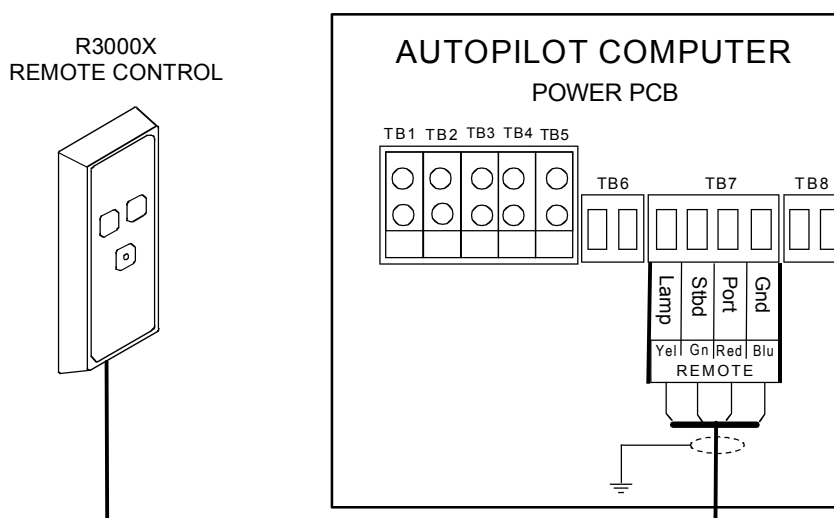 R3000X
REMOTE CONTROL
AUTOPILOT COMPUTER
POWER PCB
TB1 TB2 TB3 TB4 TB5
TB6 TB7 TB8
Lamp Stbd Port Gnd
Yel Gn Red Blu
REMOTE